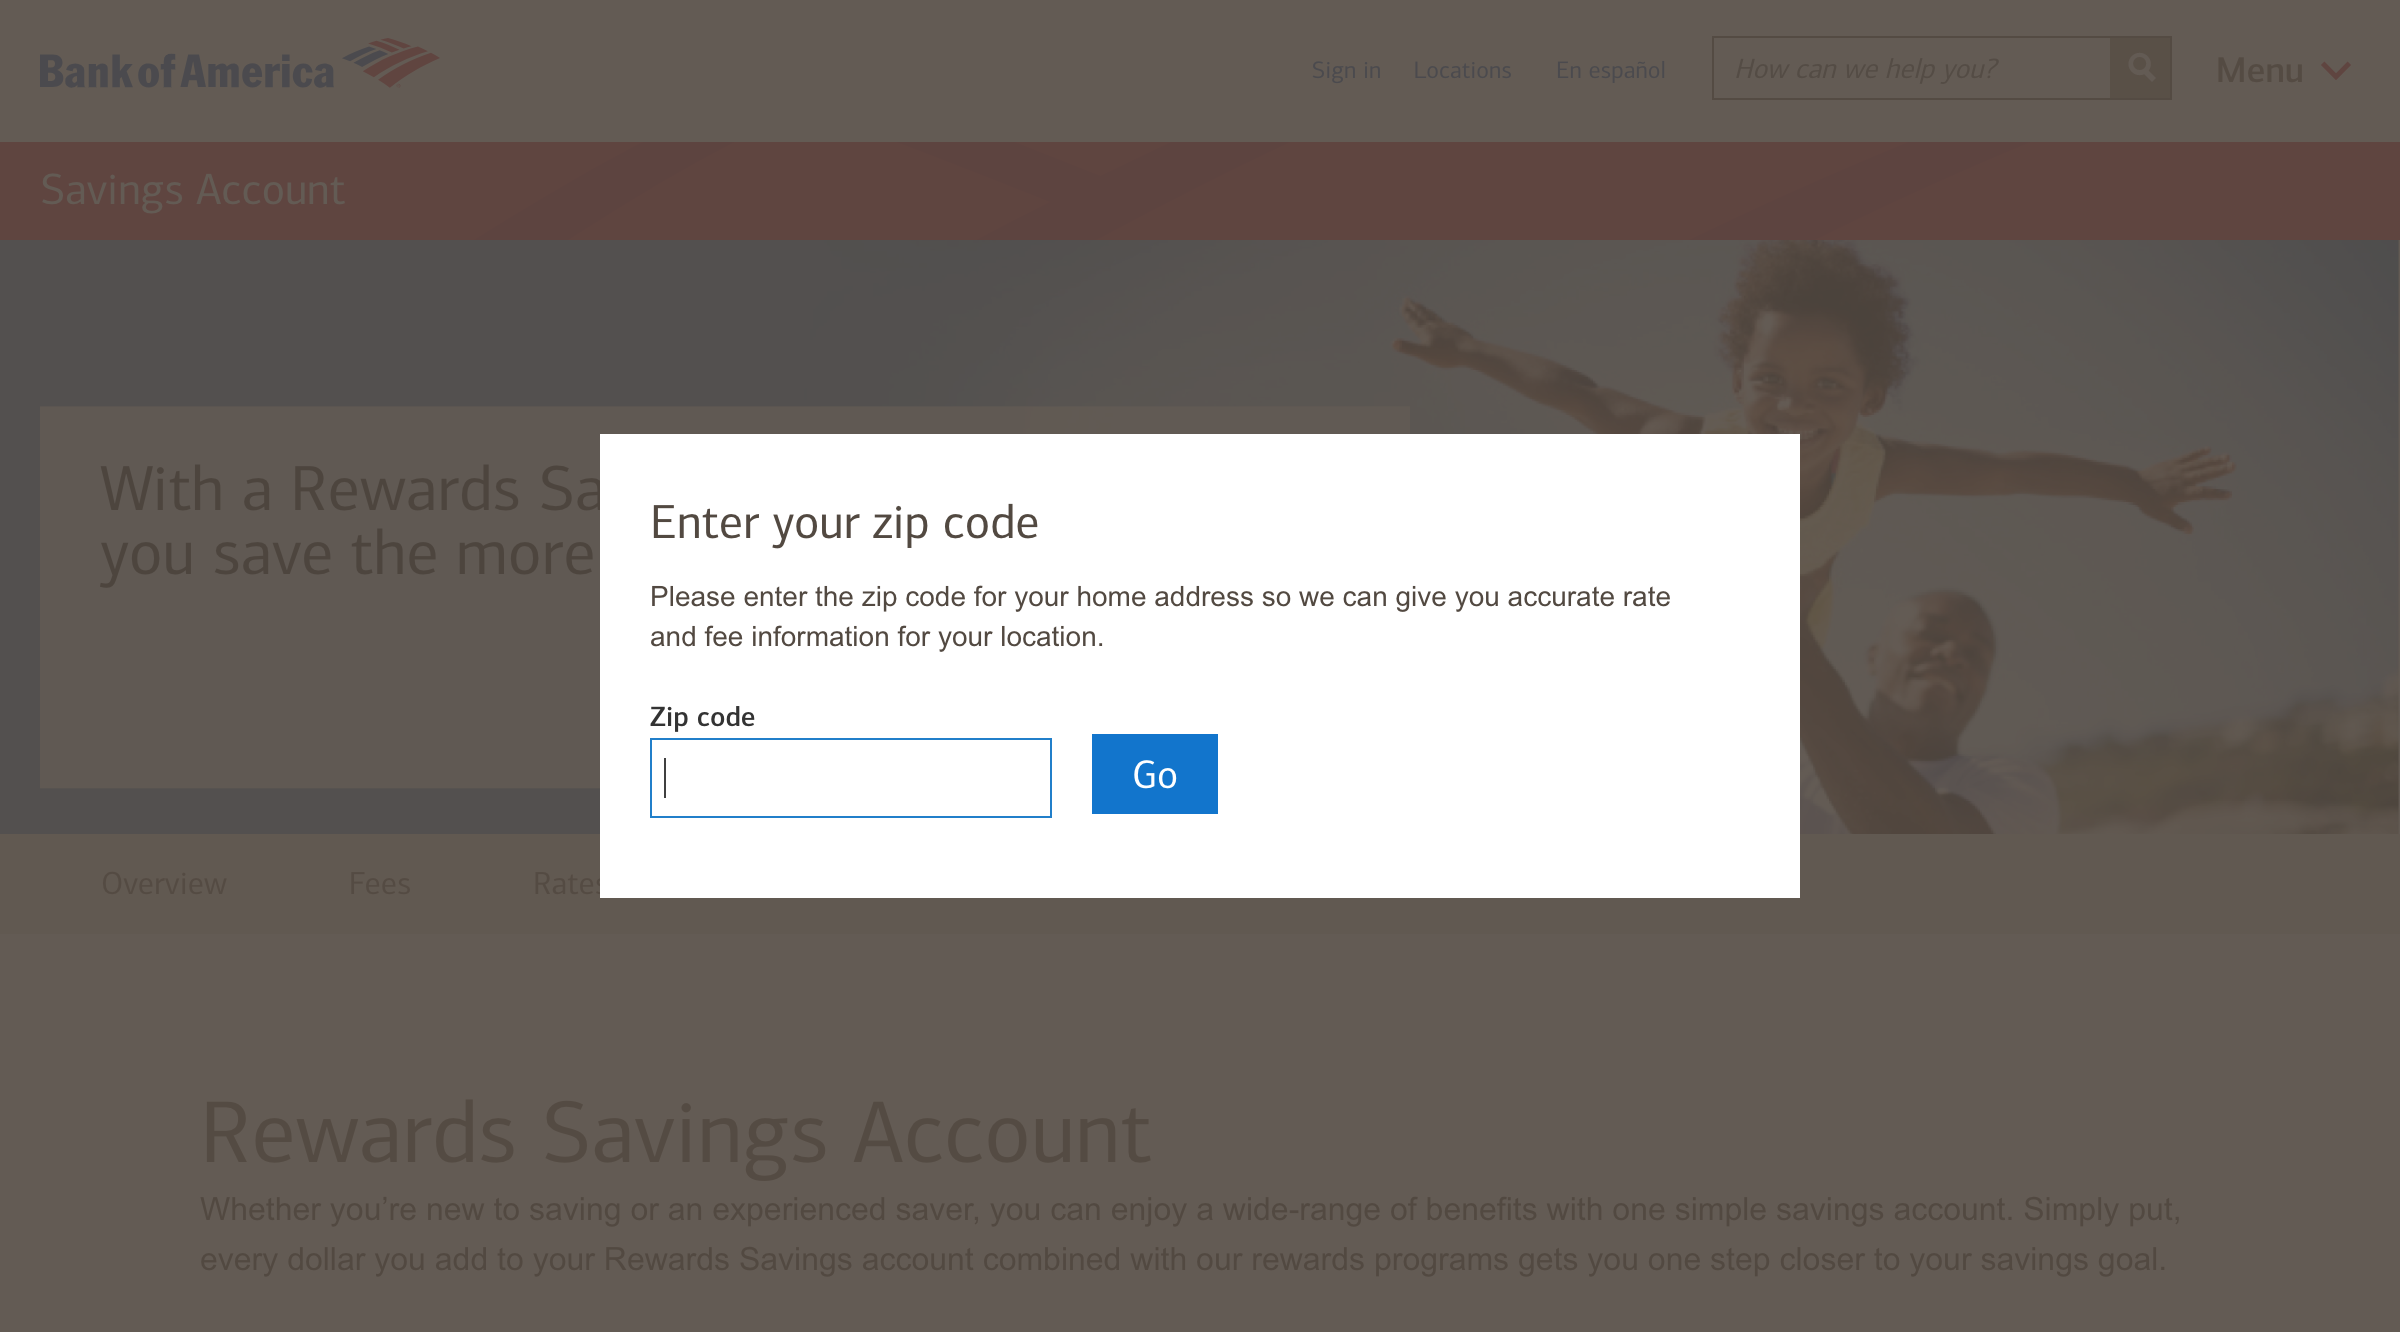 Bank of America
Sign in
Locations
En español
How can we help you?
Menu
Savings Account
With a Rewards
you save the more
Enter your zip code
Please enter the zip code for your home address so we can give you accurate rate
and fee information for your location.
Zip code
Go
Overview
Fees
Rates
Rewards Savings Account
Whether you’re new to saving or an experienced saver, you can enjoy a wide-range of benefits with one simple savings account. Simply put,
every dollar you add to your Rewards Savings account combined with our rewards programs gets you one step closer to your savings goal.